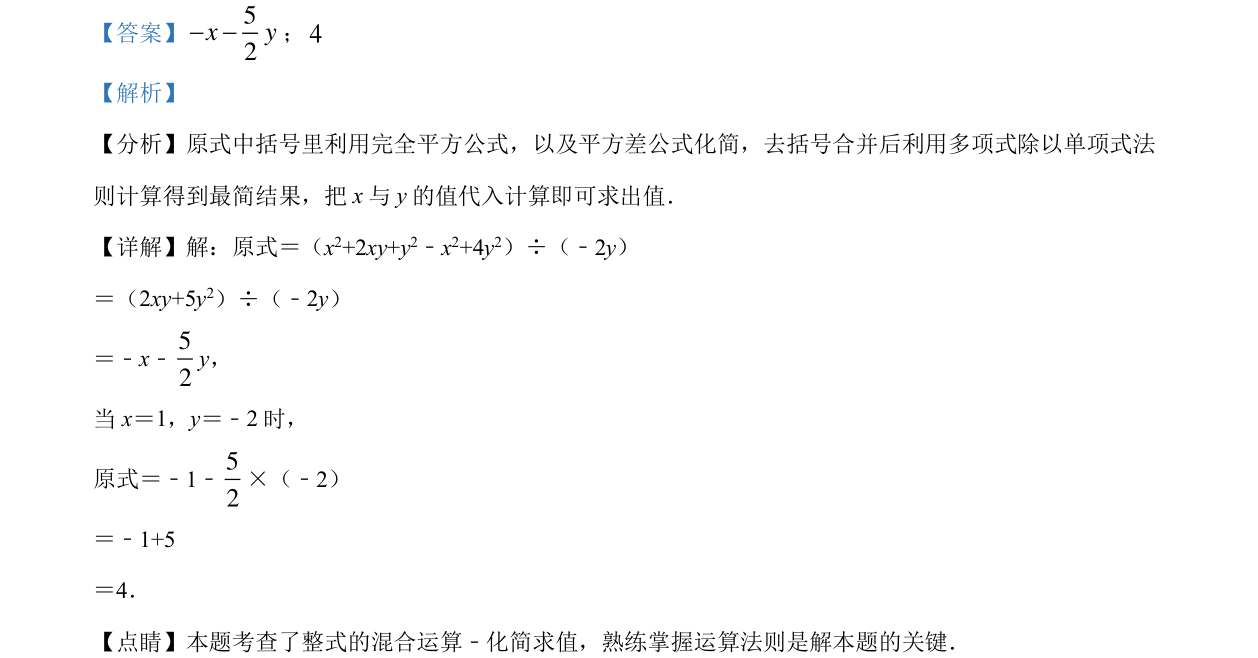 【答案】−x−5/2 y；4
【解析】
【分析】原式中括号里利用完全平方公式，以及平方差公式化简，去括号合并后利用多项式除以单项式法
则计算得到最简结果，把 x 与 y 的值代入计算即可求出值．
【详解】解：原式＝（x²+2xy+y²﹣x²+4y²）÷（﹣2y）
＝（2xy+5y²）÷（﹣2y）
＝﹣x﹣5/2 y，
当 x＝1，y＝﹣2 时，
原式＝﹣1﹣5/2×（﹣2）
＝﹣1+5
＝4．
【点睛】本题考查了整式的混合运算﹣化简求值，熟练掌握运算法则是解本题的关键．